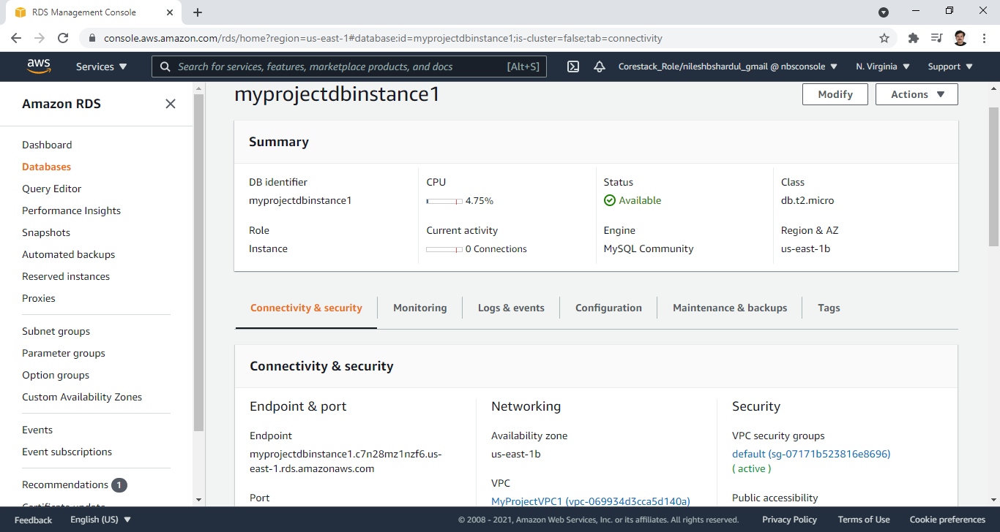 RDS Management Console
console.aws.amazon.com/rds/home?region=us-east-1#database:id=myprojectdbinstance1;is-cluster=false;tab=connectivity
aws
Services
Search for services, features, marketplace products, and docs
[Alt+S]
Corestack_Role/nileshbshardul_gmail @ nbsconsole
N. Virginia
Support
Amazon RDS
Dashboard
Databases
Query Editor
Performance Insights
Snapshots
Automated backups
Reserved instances
Proxies
Subnet groups
Parameter groups
Option groups
Custom Availability Zones
Events
Event subscriptions
Recommendations 1
Certificate update
myprojectdbinstance1
Modify
Actions
Summary
DB identifier
myprojectdbinstance1
CPU
4.75%
Status
Available
Class
db.t2.micro
Role
Instance
Current activity
0 Connections
Engine
MySQL Community
Region & AZ
us-east-1b
Connectivity & security
Monitoring
Logs & events
Configuration
Maintenance & backups
Tags
Connectivity & security
Endpoint & port
Endpoint
myprojectdbinstance1.c7n28mz1nzf6.us-
east-1.rds.amazonaws.com
Port
Networking
Availability zone
us-east-1b
VPC
MyProjectVPC1 (vpc-069934d3cca5d140a)
Security
VPC security groups
default (sg-07171b523816e8696)
( active )
Public accessibility
Feedback
English (US)
© 2008 - 2021, Amazon Web Services, Inc. or its affiliates. All rights reserved.
Privacy Policy
Terms of Use
Cookie preferences